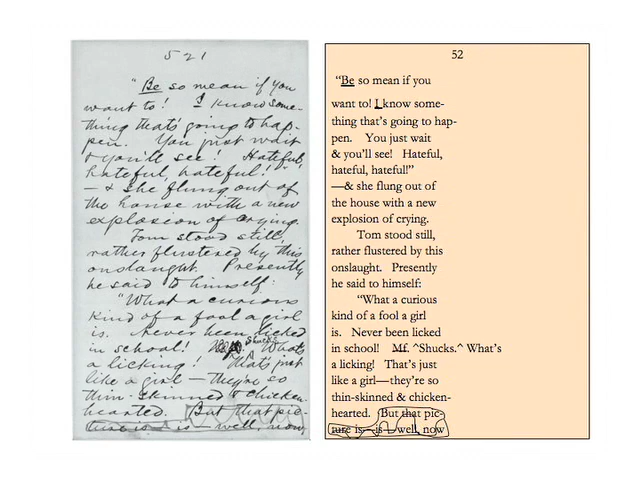 521
"Be so mean if you
want to! I know some-
thing that's going to hap-
pen. You just wait
& you'll see! Hateful,
hateful, hateful!"
—& she flung out of
the house with a new
explosion of crying.
Tom stood still,
rather flustered by this
onslaught. Presently
he said to himself:
"What a curious
kind of a fool a girl
is. Never been licked
in school! Shucks. What's
a licking! That's just
like a girl—they're so
thin-skinned & chicken-
hearted. But that pic-
ture is—is—well, now
52
"Be so mean if you
want to! I know some-
thing that's going to hap-
pen. You just wait
& you'll see! Hateful,
hateful, hateful!"
—& she flung out of
the house with a new
explosion of crying.
Tom stood still,
rather flustered by this
onslaught. Presently
he said to himself:
"What a curious
kind of a fool a girl
is. Never been licked
in school! Mf. ^Shucks.^ What's
a licking! That's just
like a girl—they're so
thin-skinned & chicken-
hearted. But that pic-
ture is—is—well, now